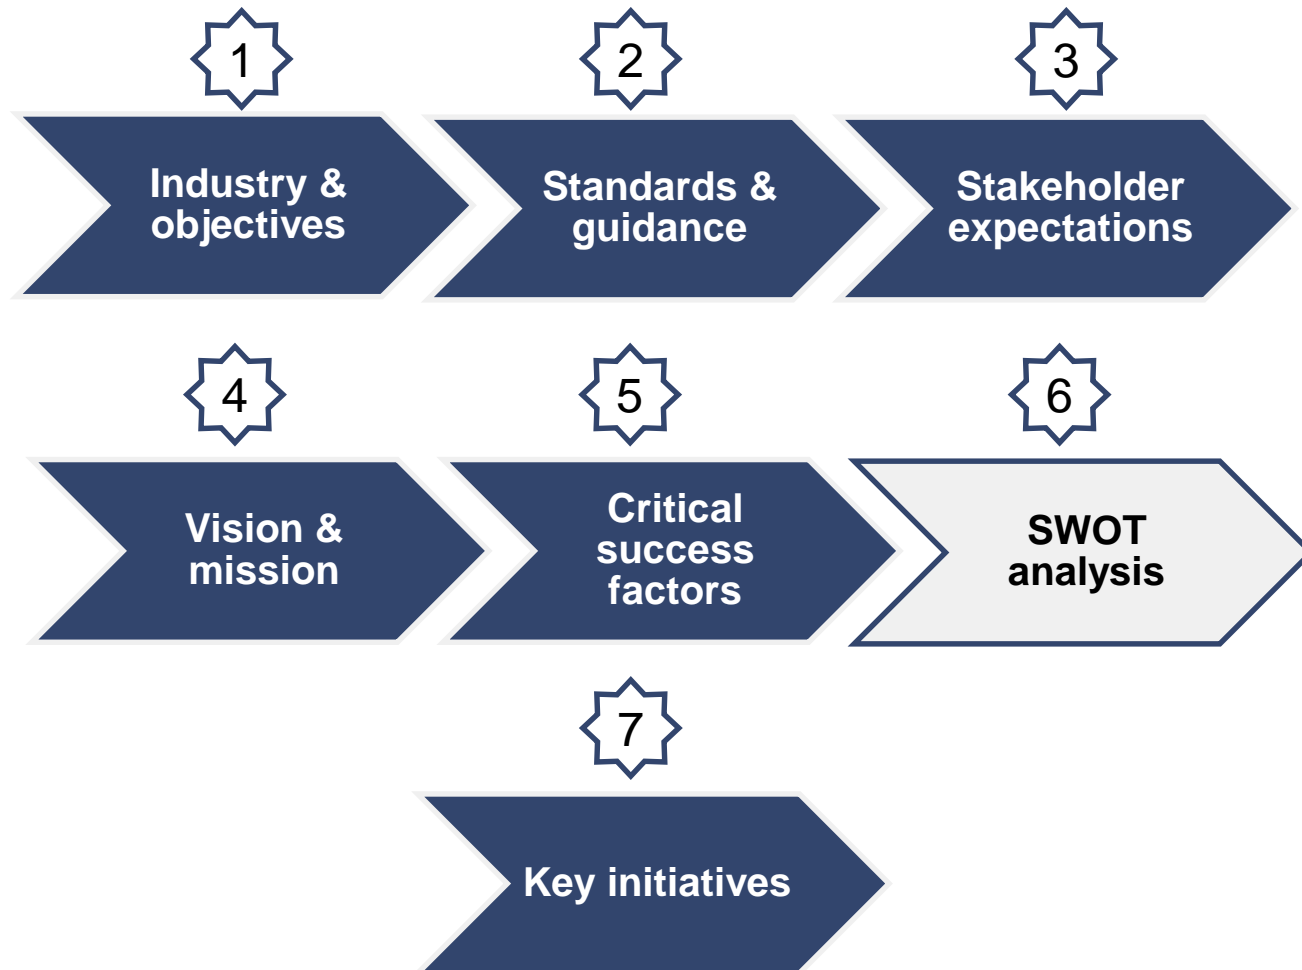 1
Industry &
objectives
2
Standards &
guidance
3
Stakeholder
expectations
4
Vision &
mission
5
Critical
success
factors
6
SWOT
analysis
7
Key initiatives